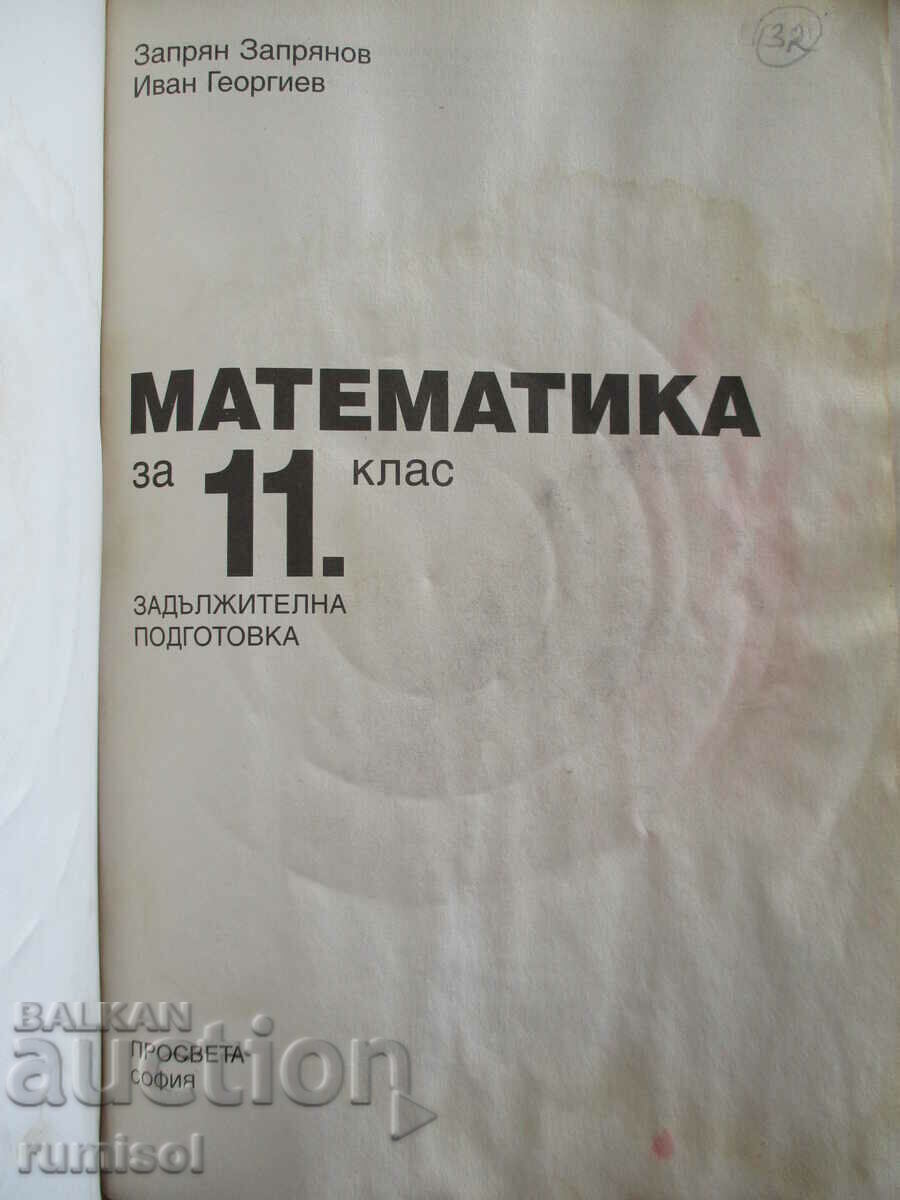 32
Запрян Запрянов
Иван Георгиев
МАТЕМАТИКА
за 11. клас
ЗАДЪЛЖИТЕЛНА
ПОДГОТОВКА
ПРОСВЕТА
СОФИЯ
BALKAN
auction
rumisol